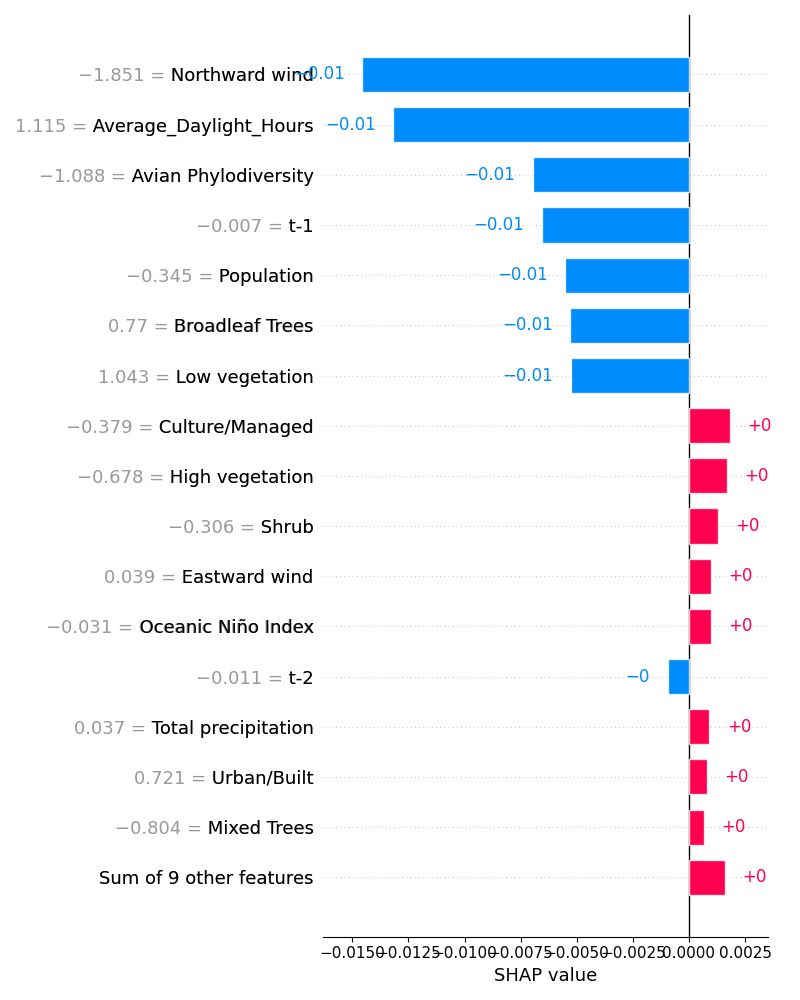 −1.851 = Northward wind −0.01
1.115 = Average_Daylight_Hours −0.01
−1.088 = Avian Phylodiversity −0.01
−0.007 = t-1 −0.01
−0.345 = Population −0.01
0.77 = Broadleaf Trees −0.01
1.043 = Low vegetation −0.01
−0.379 = Culture/Managed +0
−0.678 = High vegetation +0
−0.306 = Shrub +0
0.039 = Eastward wind +0
−0.031 = Oceanic Niño Index +0
−0.011 = t-2 −0
0.037 = Total precipitation +0
0.721 = Urban/Built +0
−0.804 = Mixed Trees +0
Sum of 9 other features +0
−0.0150 −0.0125 −0.0100 −0.0075 −0.0050 −0.0025 0.0000 0.0025
SHAP value